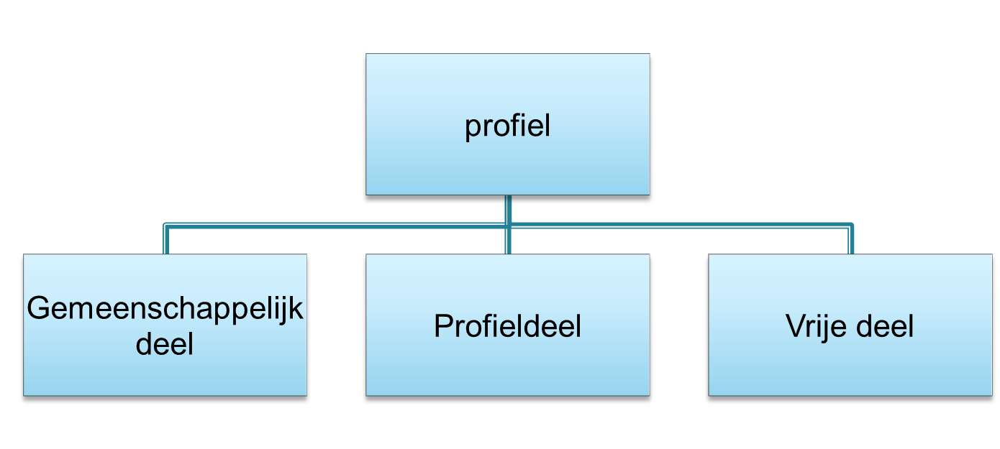 profiel
Gemeenschappelijk
deel
Profieldeel
Vrije deel